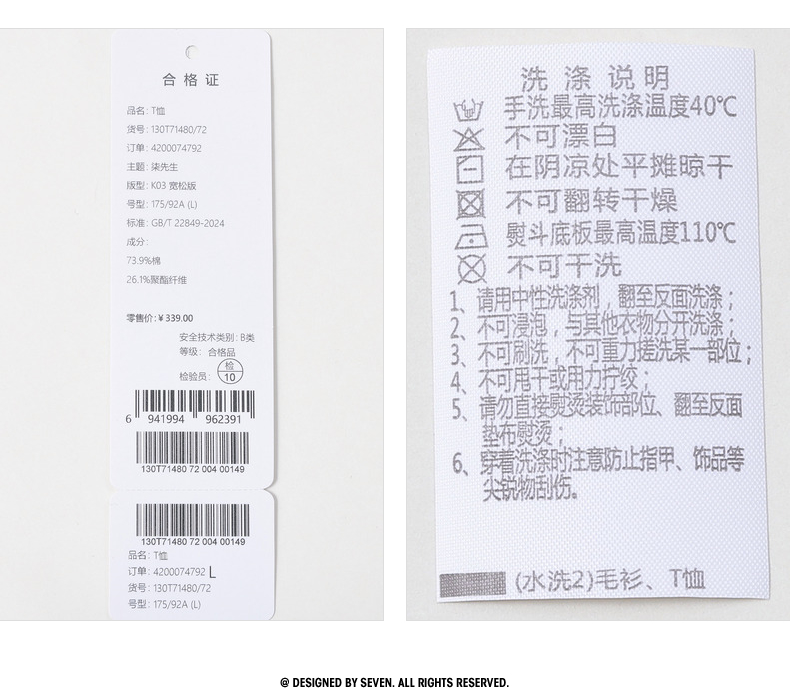 合格证
品名: T恤
货号: 130T71480/72
订单: 4200074792
主题: 柒先生
版型: K03 宽松版
号型: 175/92A (L)
标准: GB/T 22849-2024
成分:
73.9%棉
26.1%聚酯纤维
零售价: ¥ 339.00
安全技术类别: B类
等级: 合格品
检验员: 检 10
6 941994 962391
130T71480 72 004 00149
130T71480 72 004 00149
品名: T恤
订单: 4200074792 L
货号: 130T71480/72
号型: 175/92A (L)
洗涤说明
手洗最高洗涤温度40℃
不可漂白
在阴凉处平摊晾干
不可翻转干燥
熨斗底板最高温度110℃
不可干洗
1、请用中性洗涤剂，翻至反面洗涤；
2、不可浸泡，与其他衣物分开洗涤；
3、不可刷洗，不可重力搓洗某一部位；
4、不可甩干或用力拧绞；
5、请勿直接熨烫装饰部位、翻至反面
垫布熨烫；
6、穿着洗涤时注意防止指甲、饰品等
尖锐物刮伤。
(水洗2)毛衫、T恤
@ DESIGNED BY SEVEN. ALL RIGHTS RESERVED.